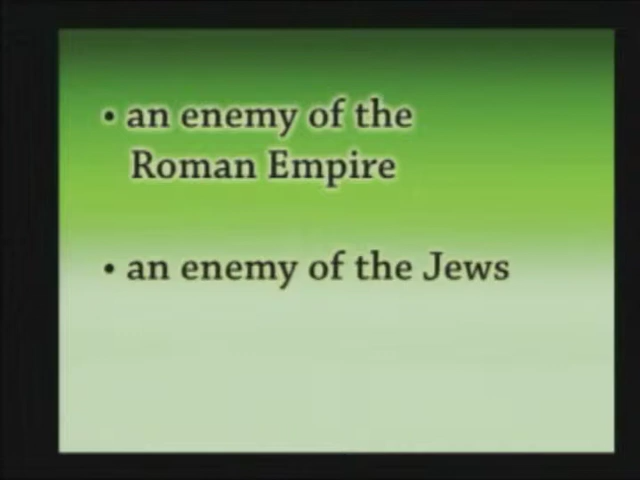 • an enemy of the
Roman Empire
• an enemy of the Jews